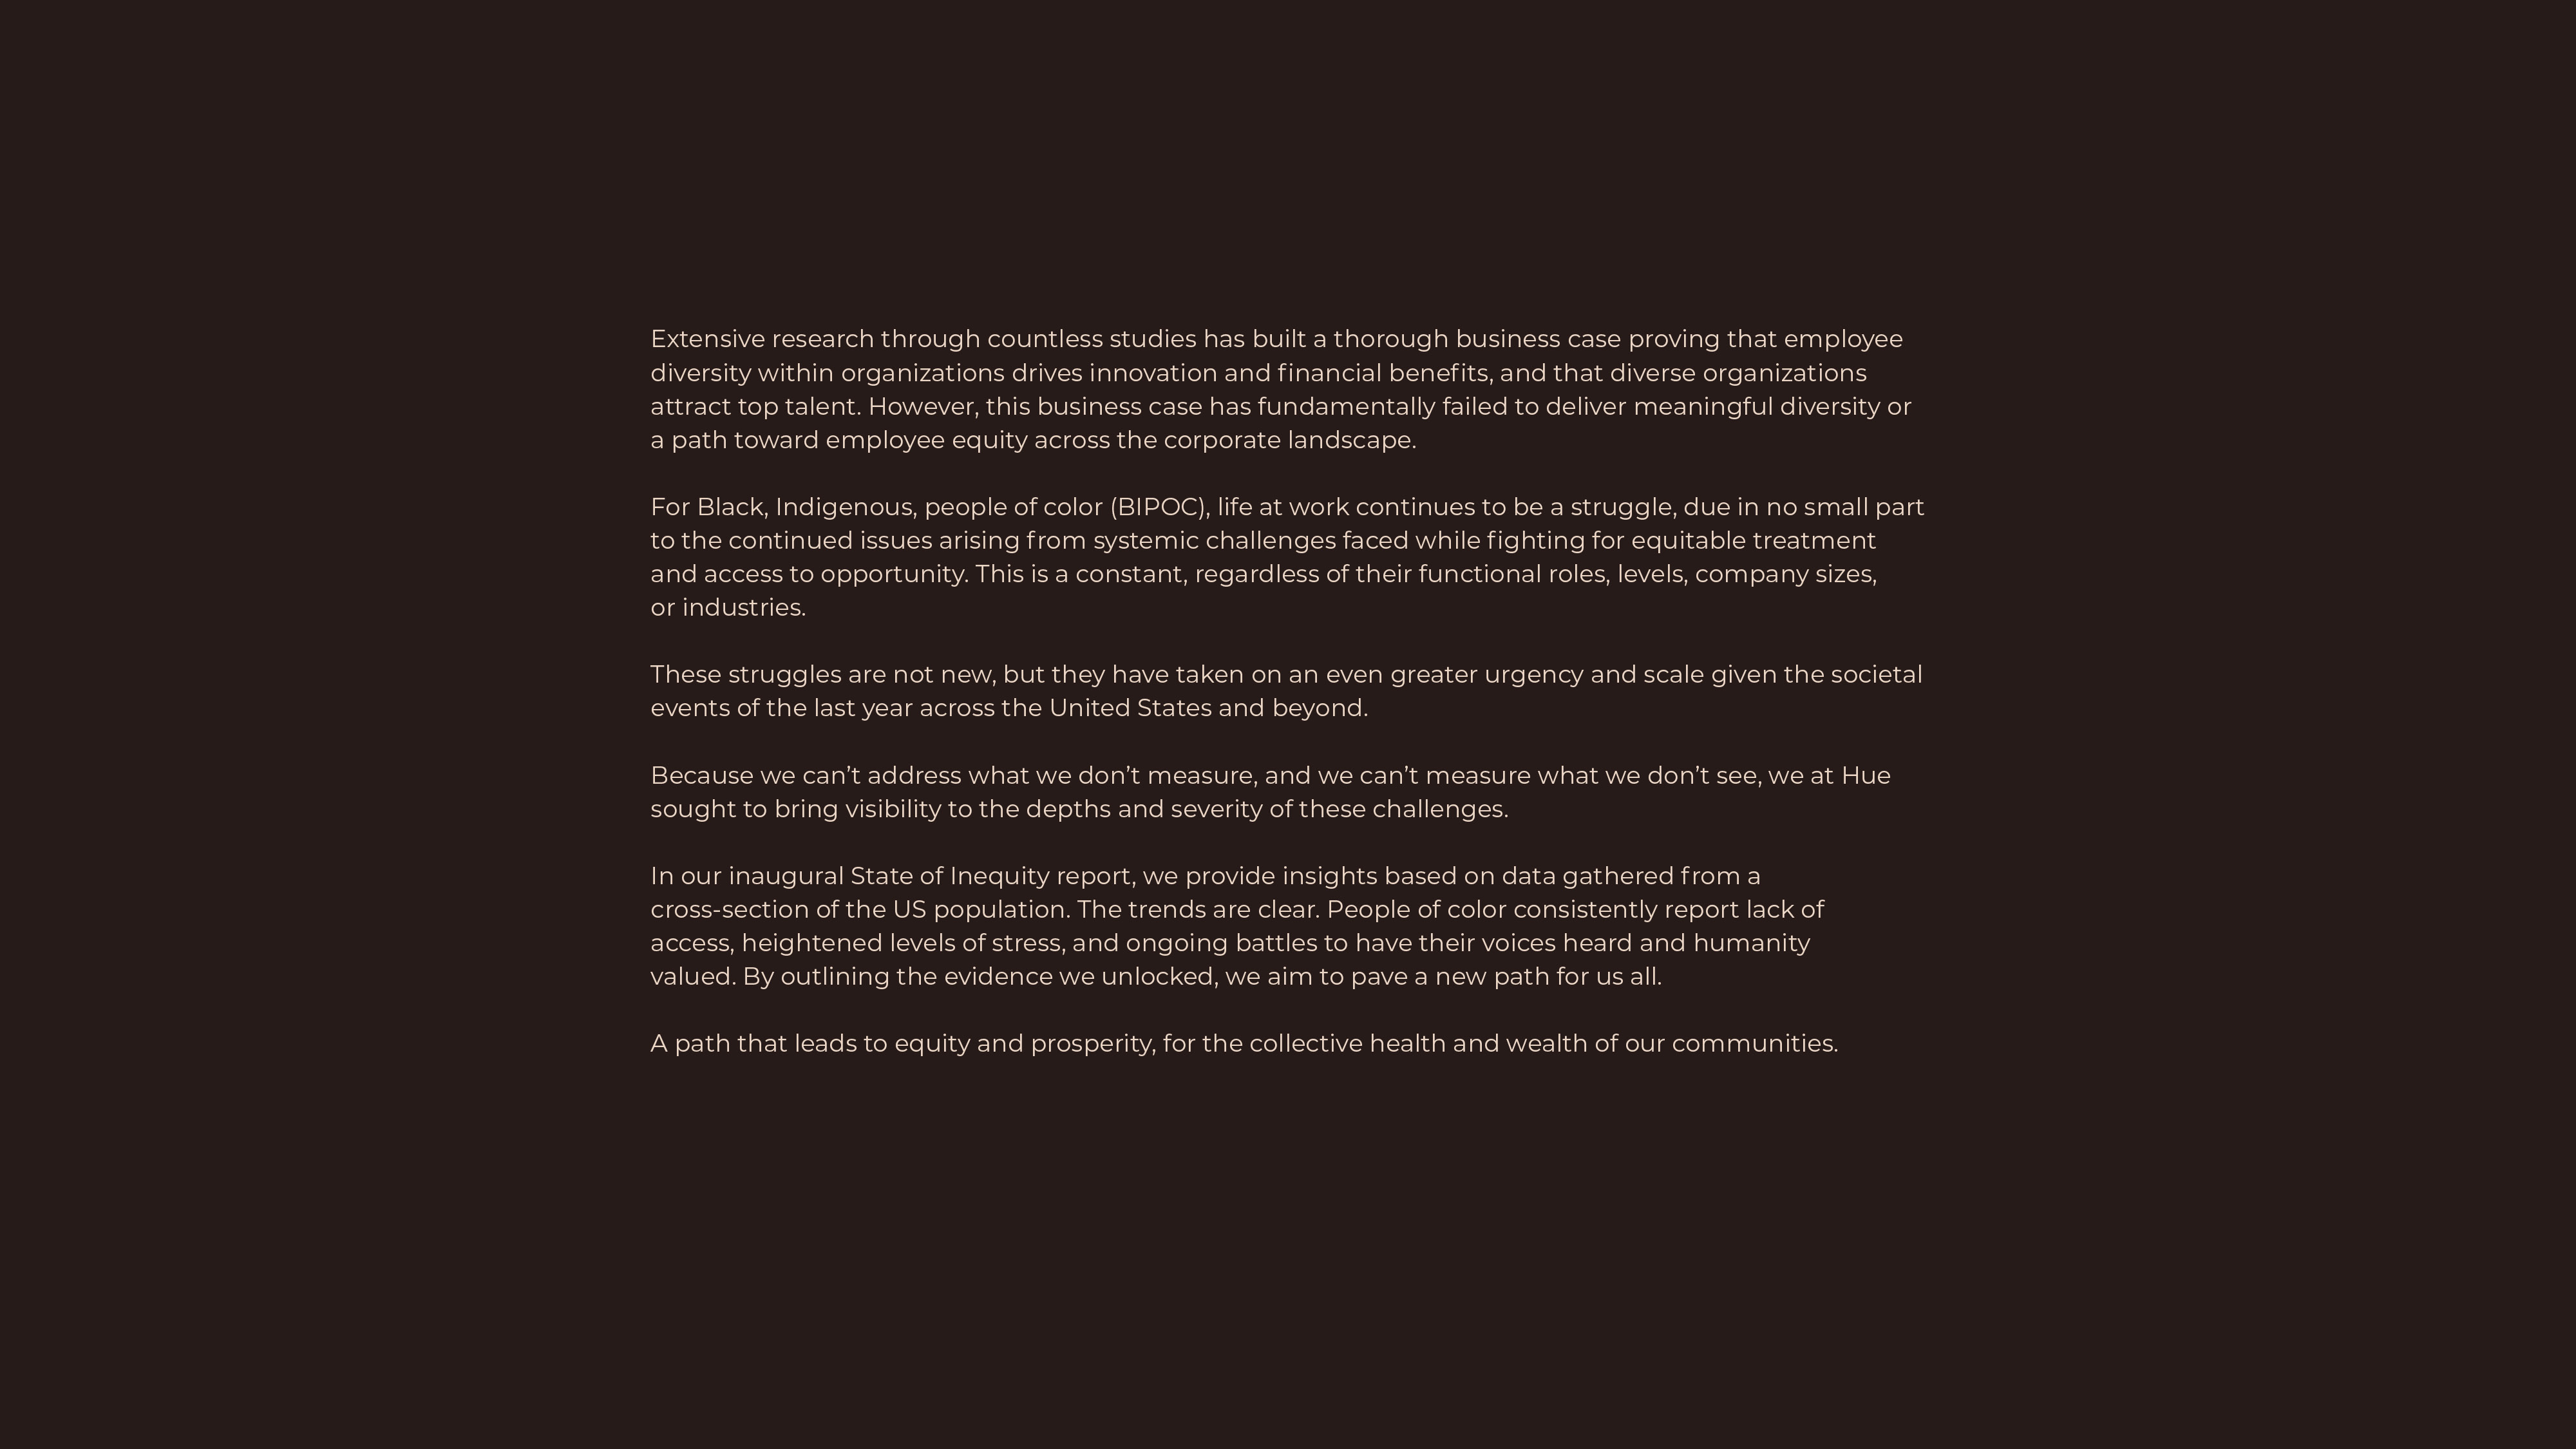 Extensive research through countless studies has built a thorough business case proving that employee
diversity within organizations drives innovation and financial benefits, and that diverse organizations
attract top talent. However, this business case has fundamentally failed to deliver meaningful diversity or
a path toward employee equity across the corporate landscape.
For Black, Indigenous, people of color (BIPOC), life at work continues to be a struggle, due in no small part
to the continued issues arising from systemic challenges faced while fighting for equitable treatment
and access to opportunity. This is a constant, regardless of their functional roles, levels, company sizes,
or industries.
These struggles are not new, but they have taken on an even greater urgency and scale given the societal
events of the last year across the United States and beyond.
Because we can’t address what we don’t measure, and we can’t measure what we don’t see, we at Hue
sought to bring visibility to the depths and severity of these challenges.
In our inaugural State of Inequity report, we provide insights based on data gathered from a
cross-section of the US population. The trends are clear. People of color consistently report lack of
access, heightened levels of stress, and ongoing battles to have their voices heard and humanity
valued. By outlining the evidence we unlocked, we aim to pave a new path for us all.
A path that leads to equity and prosperity, for the collective health and wealth of our communities.